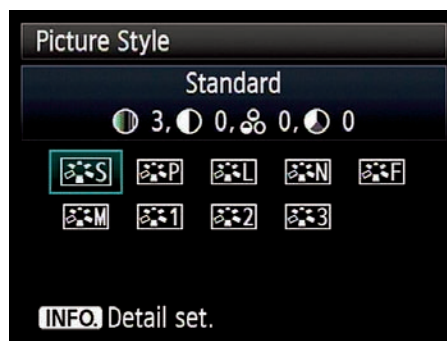 Picture Style
Standard
3, 0, 0, 0
S P L N F
M 1 2 3
INFO. Detail set.